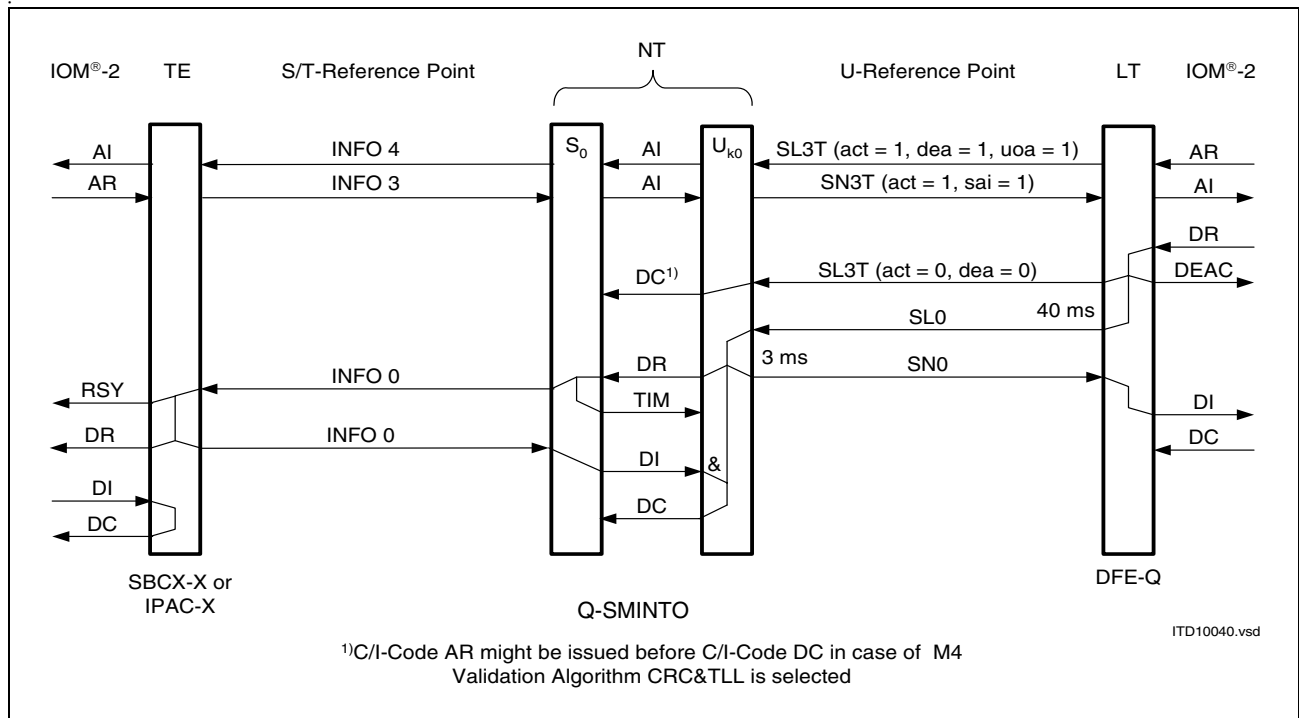 .
NT
IOM®-2 TE S/T-Reference Point U-Reference Point LT IOM®-2
S0 Uk0
AI INFO 4 AI SL3T (act = 1, dea = 1, uoa = 1) AR
AR INFO 3 AI SN3T (act = 1, sai = 1) AI
DR
DC1) SL3T (act = 0, dea = 0) DEAC
SL0 40 ms
RSY INFO 0 DR 3 ms SN0
TIM DI
DR INFO 0 DI & DC
DI
DC DC
SBCX-X or
IPAC-X
Q-SMINTO
DFE-Q
ITD10040.vsd
1)C/I-Code AR might be issued before C/I-Code DC in case of M4
Validation Algorithm CRC&TLL is selected